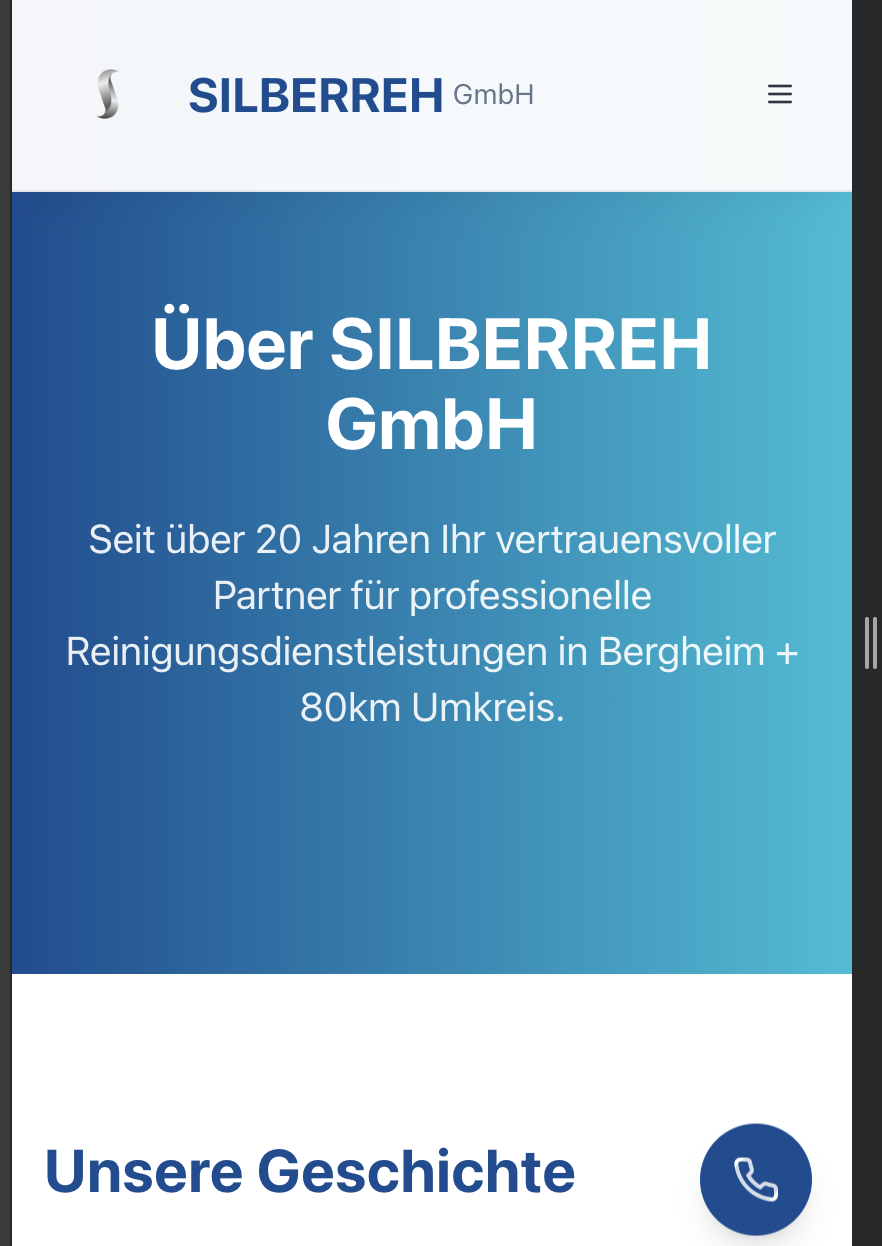 SILBERREH GmbH
Über SILBERREH
GmbH
Seit über 20 Jahren Ihr vertrauensvoller
Partner für professionelle
Reinigungsdienstleistungen in Bergheim +
80km Umkreis.
Unsere Geschichte